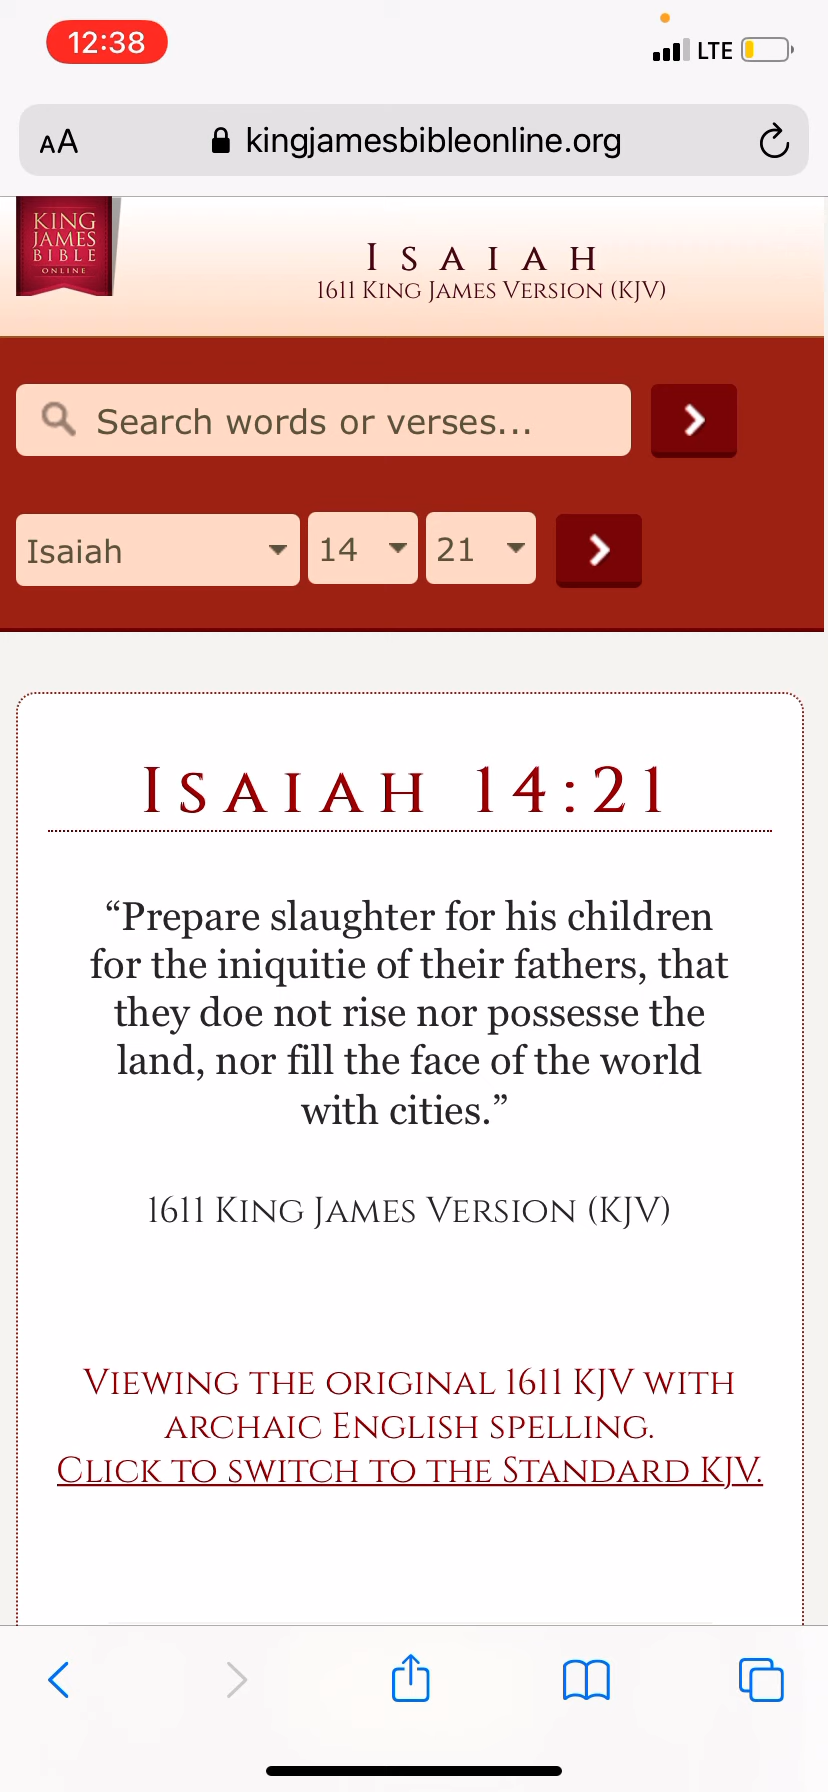 12:38
LTE
AA
kingjamesbibleonline.org
KING
JAMES
BIBLE
ONLINE
ISAIAH
1611 KING JAMES VERSION (KJV)
Search words or verses...
Isaiah 14 21
ISAIAH 14:21
“Prepare slaughter for his children
for the iniquitie of their fathers, that
they doe not rise nor possesse the
land, nor fill the face of the world
with cities.”
1611 KING JAMES VERSION (KJV)
VIEWING THE ORIGINAL 1611 KJV WITH
ARCHAIC ENGLISH SPELLING.
CLICK TO SWITCH TO THE STANDARD KJV.